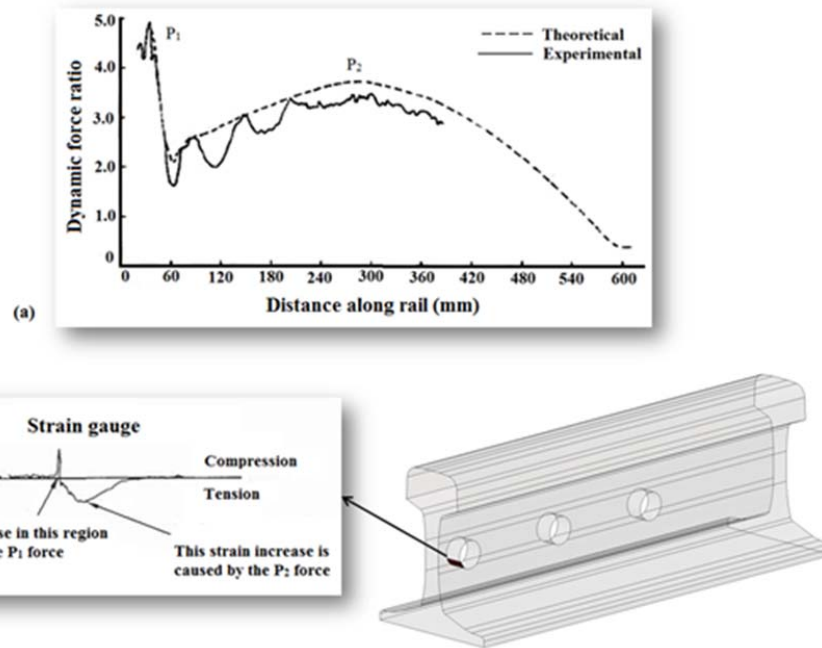 5.0
4.0
3.0
2.0
1.0
0
Dynamic force ratio
P₁
P₂
Theoretical
Experimental
0 60 120 180 240 300 360 420 480 540 600
Distance along rail (mm)
(a)
Strain gauge
Compression
Tension
in this region
P₁ force
This strain increase is
caused by the P₂ force